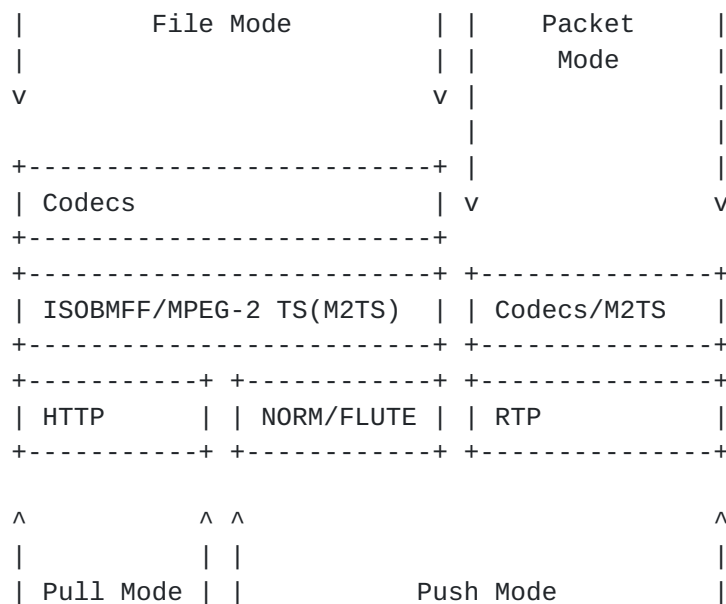 |        File Mode         | |    Packet     |
|                          | |     Mode      |
v                          v |               |
                             |               |
+--------------------------+ |               |
| Codecs                   | v               v
+--------------------------+
+--------------------------+ +---------------+
| ISOBMFF/MPEG-2 TS(M2TS)  | | Codecs/M2TS   |
+--------------------------+ +---------------+
+-----------+ +------------+ +---------------+
| HTTP      | | NORM/FLUTE | | RTP           |
+-----------+ +------------+ +---------------+
^           ^ ^                              ^
|           | |                              |
| Pull Mode | |           Push Mode          |